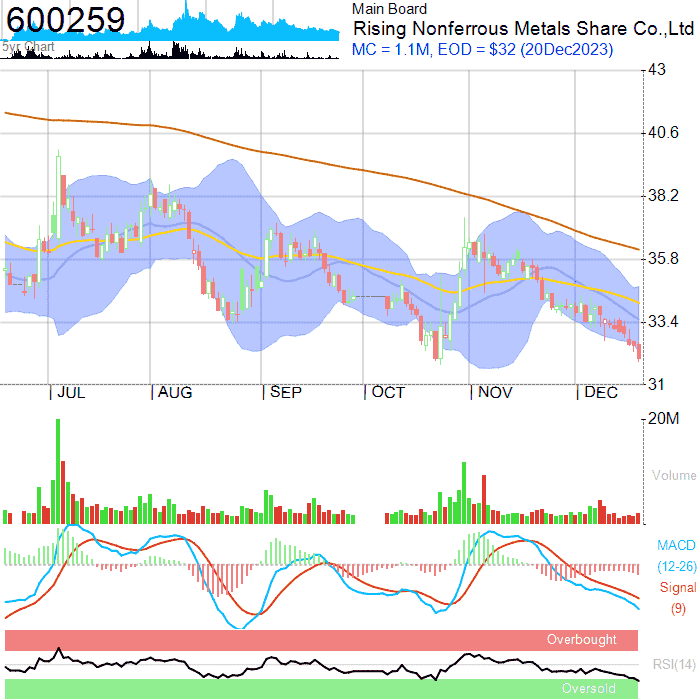 600259
5yr Chart
Main Board
Rising Nonferrous Metals Share Co.,Ltd
MC = 1.1M, EOD = $32 (20Dec2023)
43
40.6
38.2
35.8
33.4
31
JUL AUG SEP OCT NOV DEC
20M
Volume
MACD
(12-26)
Signal
(9)
Overbought
RSI(14)
Oversold